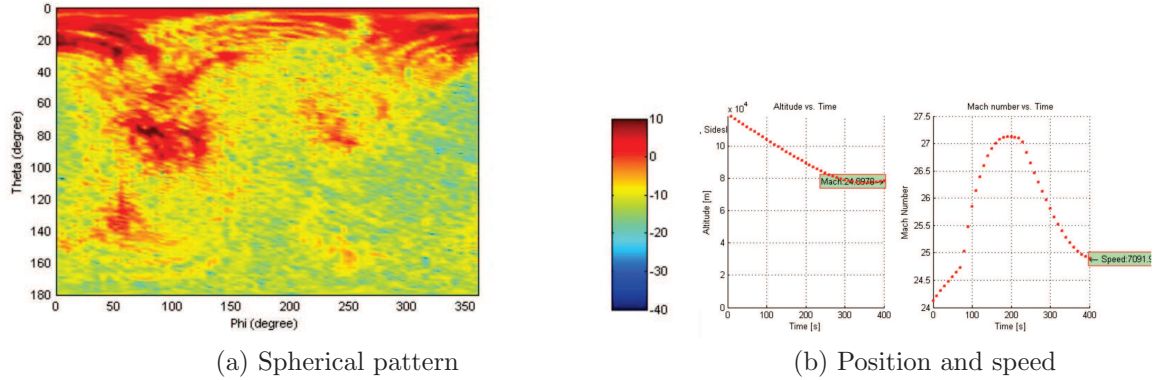 0
20
40
60
80
100
120
140
160
180
Theta (degree)
0 50 100 150 200 250 300 350
Phi (degree)
10
0
-10
-20
-30
-40
(a) Spherical pattern
Altitude vs. Time
x 10⁴
, Sidesl
10
8
6
4
2
0
Altitude [m]
Mach:24.8978
0 100 200 300 400
Time [s]
Mach number vs. Time
27.5
27
26.5
26
25.5
25
24.5
24
Mach Number
← Speed:7091.9
0 100 200 300 400
Time [s]
(b) Position and speed